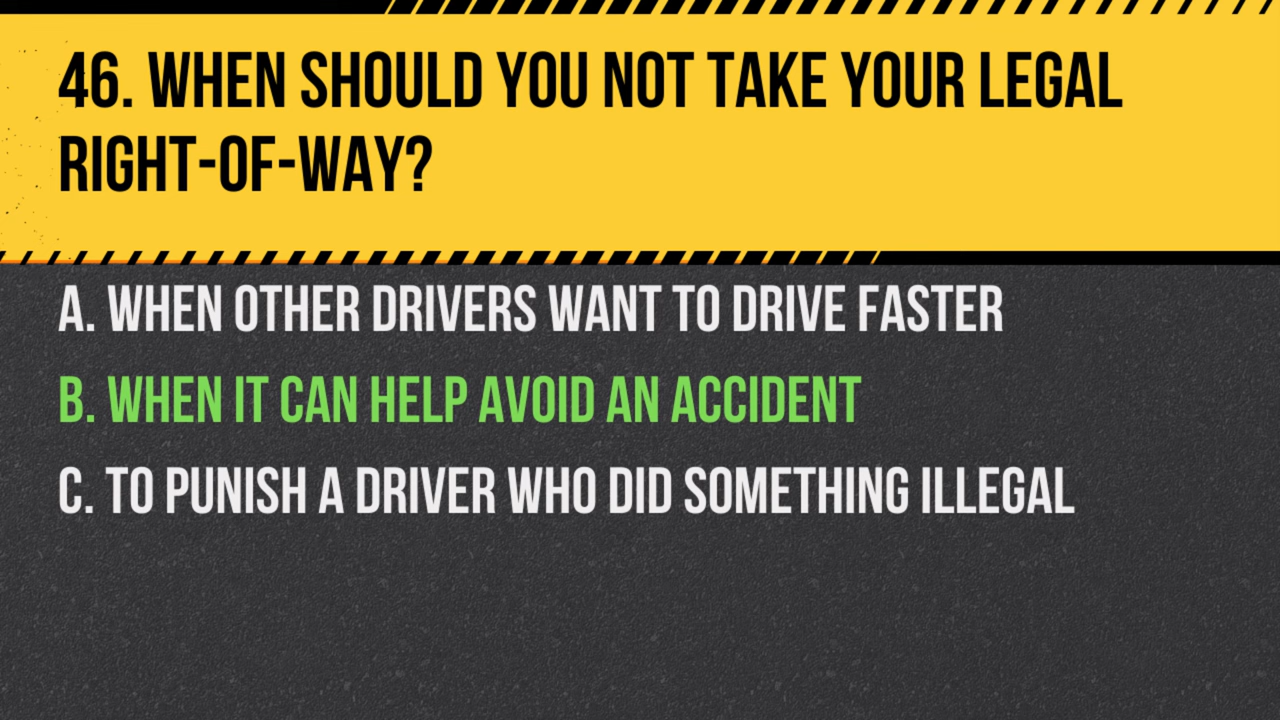 46. WHEN SHOULD YOU NOT TAKE YOUR LEGAL
RIGHT-OF-WAY?
A. WHEN OTHER DRIVERS WANT TO DRIVE FASTER
B. WHEN IT CAN HELP AVOID AN ACCIDENT
C. TO PUNISH A DRIVER WHO DID SOMETHING ILLEGAL